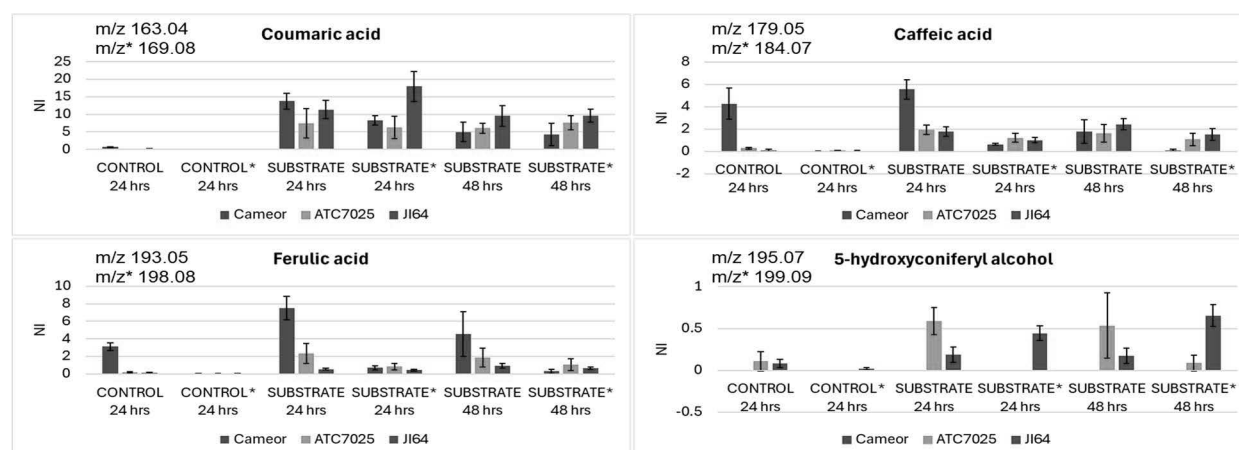 m/z 163.04
m/z* 169.08
Coumaric acid
NI
25
20
15
10
5
0
CONTROL CONTROL* SUBSTRATE SUBSTRATE* SUBSTRATE SUBSTRATE*
24 hrs 24 hrs 24 hrs 24 hrs 48 hrs 48 hrs
Cameor ATC7025 JI64
m/z 179.05
m/z* 184.07
Caffeic acid
NI
8
6
4
2
0
-2
CONTROL CONTROL* SUBSTRATE SUBSTRATE* SUBSTRATE SUBSTRATE*
24 hrs 24 hrs 24 hrs 24 hrs 48 hrs 48 hrs
Cameor ATC7025 JI64
m/z 193.05
m/z* 198.08
Ferulic acid
NI
10
8
6
4
2
0
CONTROL CONTROL* SUBSTRATE SUBSTRATE* SUBSTRATE SUBSTRATE*
24 hrs 24 hrs 24 hrs 24 hrs 48 hrs 48 hrs
Cameor ATC7025 JI64
m/z 195.07
m/z* 199.09
5-hydroxyconiferyl alcohol
NI
1
0.5
0
-0.5
CONTROL CONTROL* SUBSTRATE SUBSTRATE* SUBSTRATE SUBSTRATE*
24 hrs 24 hrs 24 hrs 24 hrs 48 hrs 48 hrs
Cameor ATC7025 JI64